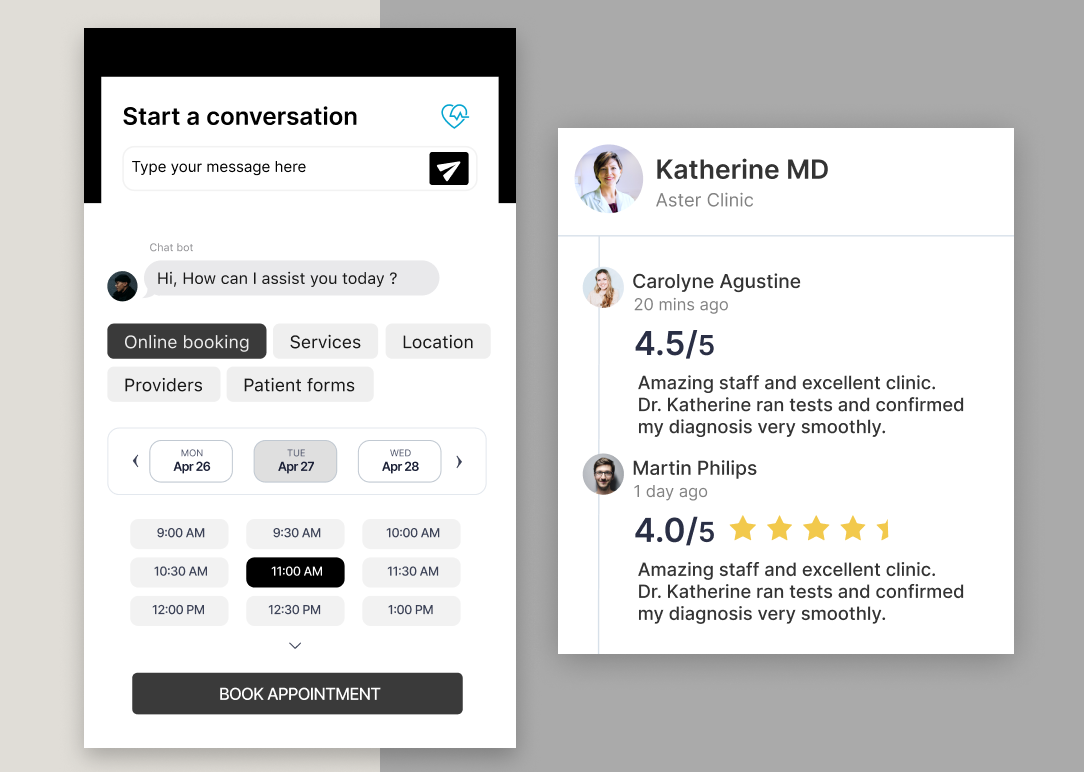 Start a conversation
Type your message here
Chat bot
Hi, How can I assist you today ?
Online booking
Services
Location
Providers
Patient forms
MON
Apr 26
TUE
Apr 27
WED
Apr 28
9:00 AM
9:30 AM
10:00 AM
10:30 AM
11:00 AM
11:30 AM
12:00 PM
12:30 PM
1:00 PM
BOOK APPOINTMENT
Katherine MD
Aster Clinic
Carolyne Agustine
20 mins ago
4.5/5
Amazing staff and excellent clinic.
Dr. Katherine ran tests and confirmed
my diagnosis very smoothly.
Martin Philips
1 day ago
4.0/5
Amazing staff and excellent clinic.
Dr. Katherine ran tests and confirmed
my diagnosis very smoothly.